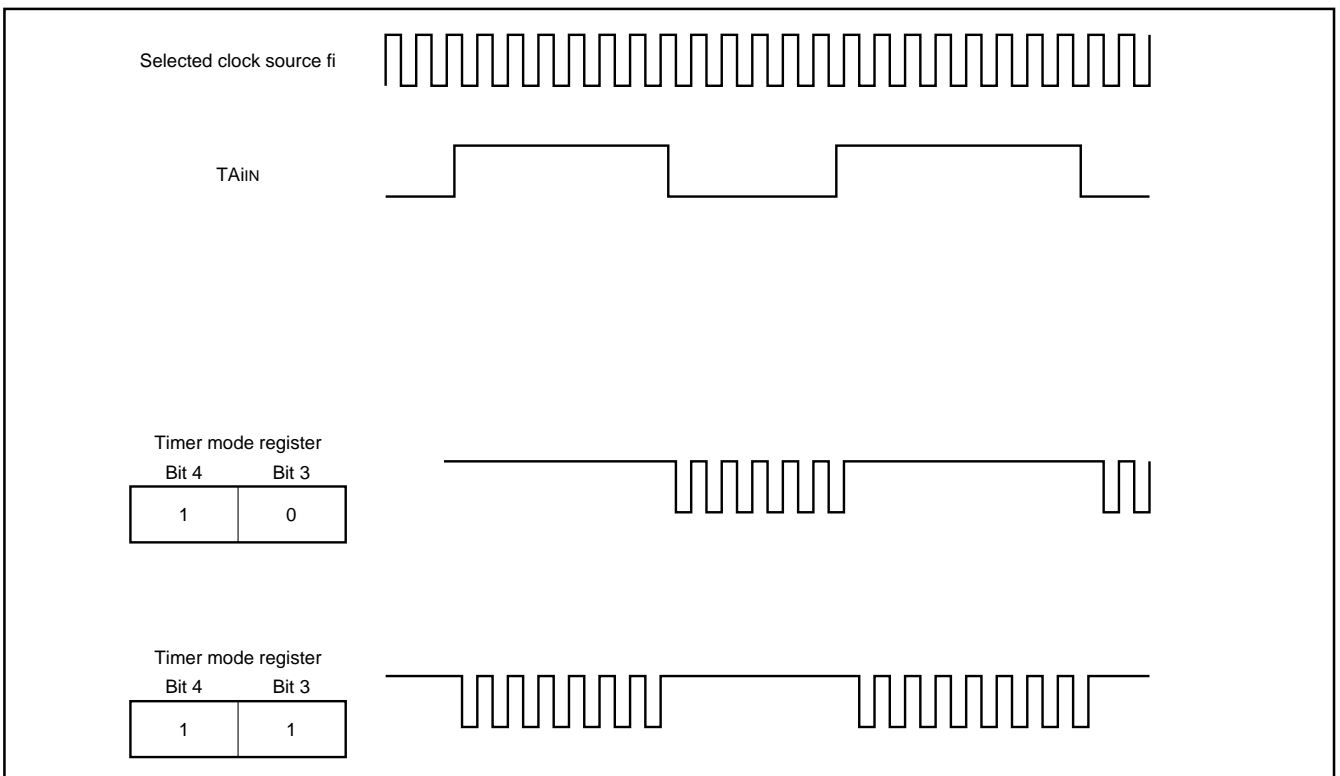 Selected clock source fi
TAiIN
Timer mode register
Bit 4 Bit 3
1 0
Timer mode register
Bit 4 Bit 3
1 1